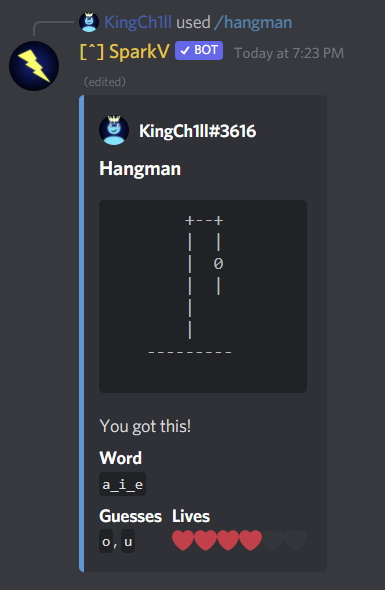 KingCh1ll used /hangman
[^] SparkV ✓ BOT Today at 7:23 PM
(edited)
KingCh1ll#3616
Hangman
+--+
|  |
|  0
|  |
|
|
---------
You got this!
Word
a_i_e
Guesses Lives
o, u